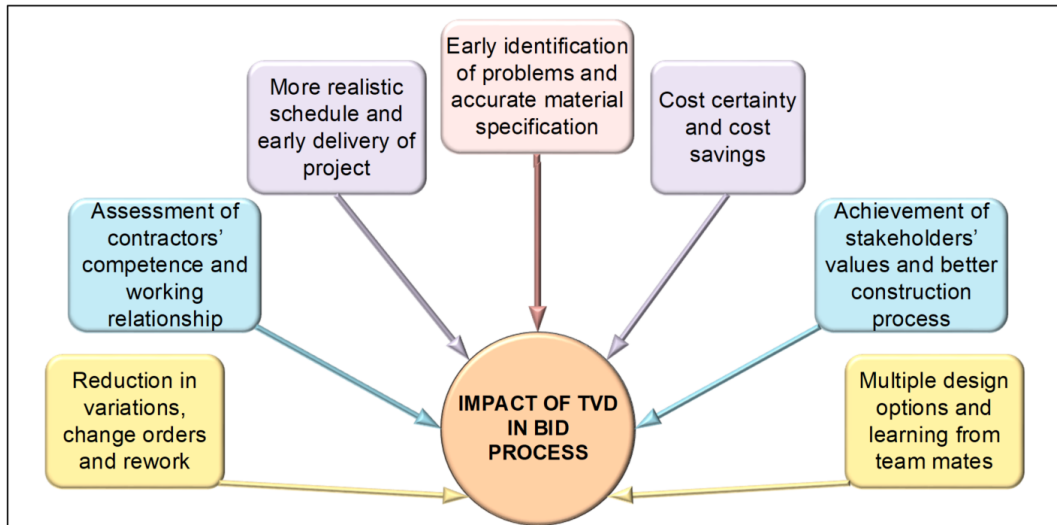 Early identification
of problems and
accurate material
specification
More realistic
schedule and
early delivery of
project
Cost certainty
and cost
savings
Assessment of
contractors’
competence and
working
relationship
Achievement of
stakeholders’
values and better
construction
process
Reduction in
variations,
change orders
and rework
IMPACT OF TVD
IN BID
PROCESS
Multiple design
options and
learning from
team mates